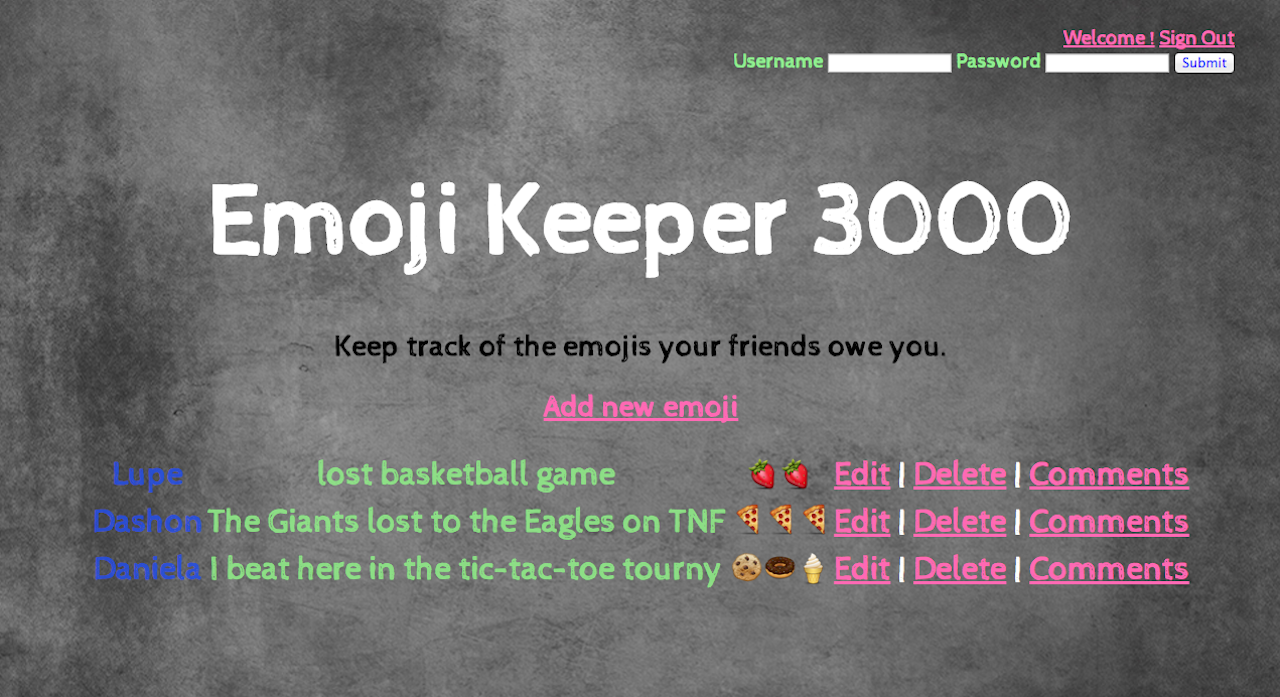 Welcome ! Sign Out
Username Password Submit
Emoji Keeper 3000
Keep track of the emojis your friends owe you.
Add new emoji
Lupe lost basketball game 🍓🍓 Edit | Delete | Comments
Dashon The Giants lost to the Eagles on TNF 🍕🍕🍕 Edit | Delete | Comments
Daniela I beat here in the tic-tac-toe tourny 🍪🍩🍦 Edit | Delete | Comments